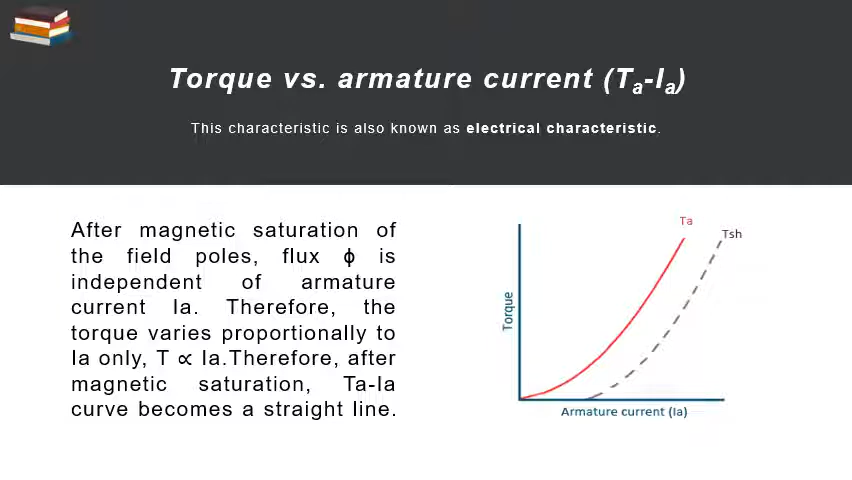 Torque vs. armature current (Ta-Ia)
This characteristic is also known as electrical characteristic.
After magnetic saturation of
the field poles, flux ϕ is
independent of armature
current Ia. Therefore, the
torque varies proportionally to
Ia only, T ∝ Ia.Therefore, after
magnetic saturation, Ta-Ia
curve becomes a straight line.
Ta
Tsh
Torque
Armature current (Ia)